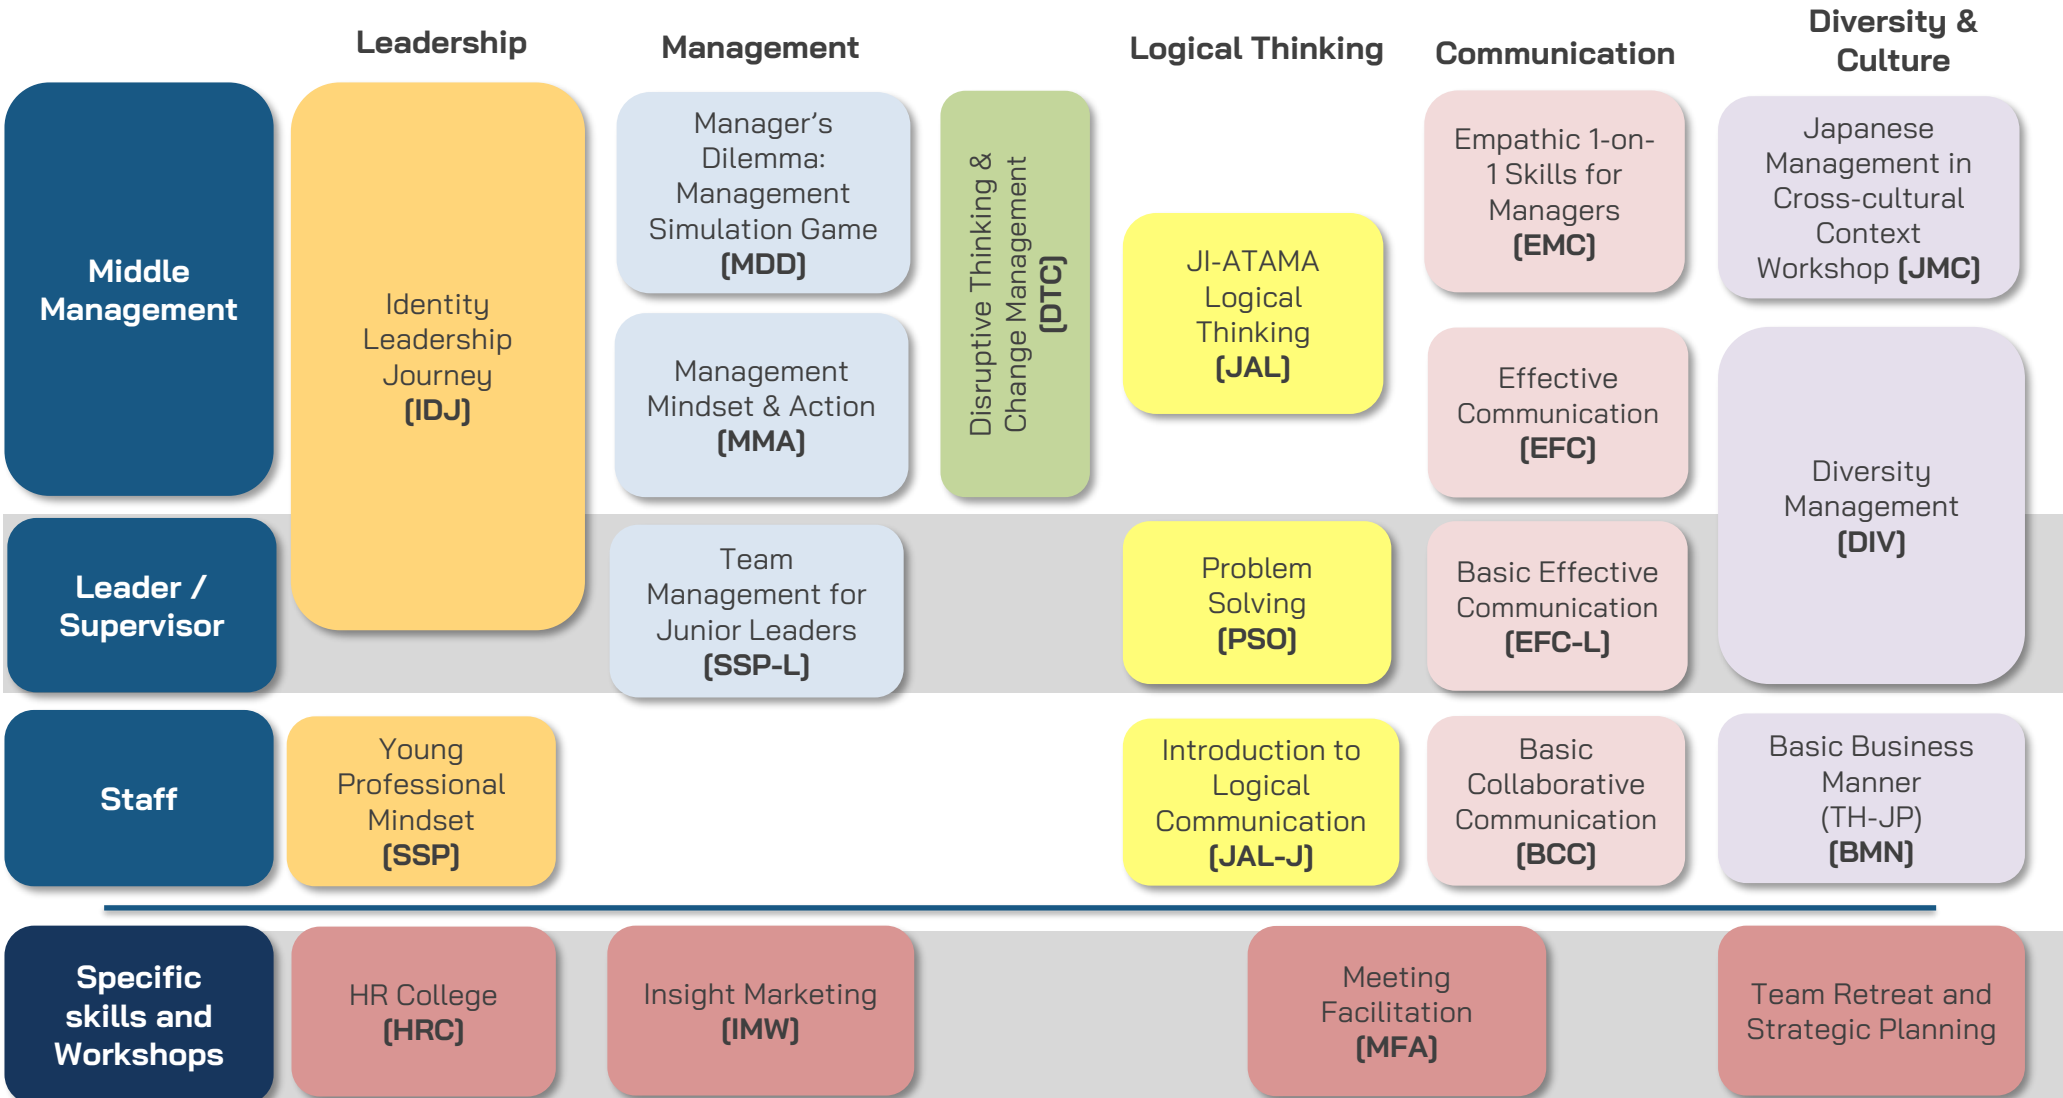 Leadership
Management
Logical Thinking
Communication
Diversity &
Culture
Middle
Management
Identity
Leadership
Journey
(IDJ)
Manager's
Dilemma:
Management
Simulation Game
(MDD)
Management
Mindset & Action
(MMA)
Disruptive Thinking &
Change Management
(DTC)
JI-ATAMA
Logical
Thinking
(JAL)
Empathic 1-on-
1 Skills for
Managers
(EMC)
Effective
Communication
(EFC)
Japanese
Management in
Cross-cultural
Context
Workshop (JMC)
Diversity
Management
(DIV)
Leader /
Supervisor
Team
Management for
Junior Leaders
(SSP-L)
Problem
Solving
(PSO)
Basic Effective
Communication
(EFC-L)
Staff
Young
Professional
Mindset
(SSP)
Introduction to
Logical
Communication
(JAL-J)
Basic
Collaborative
Communication
(BCC)
Basic Business
Manner
(TH-JP)
(BMN)
Specific
skills and
Workshops
HR College
(HRC)
Insight Marketing
(IMW)
Meeting
Facilitation
(MFA)
Team Retreat and
Strategic Planning